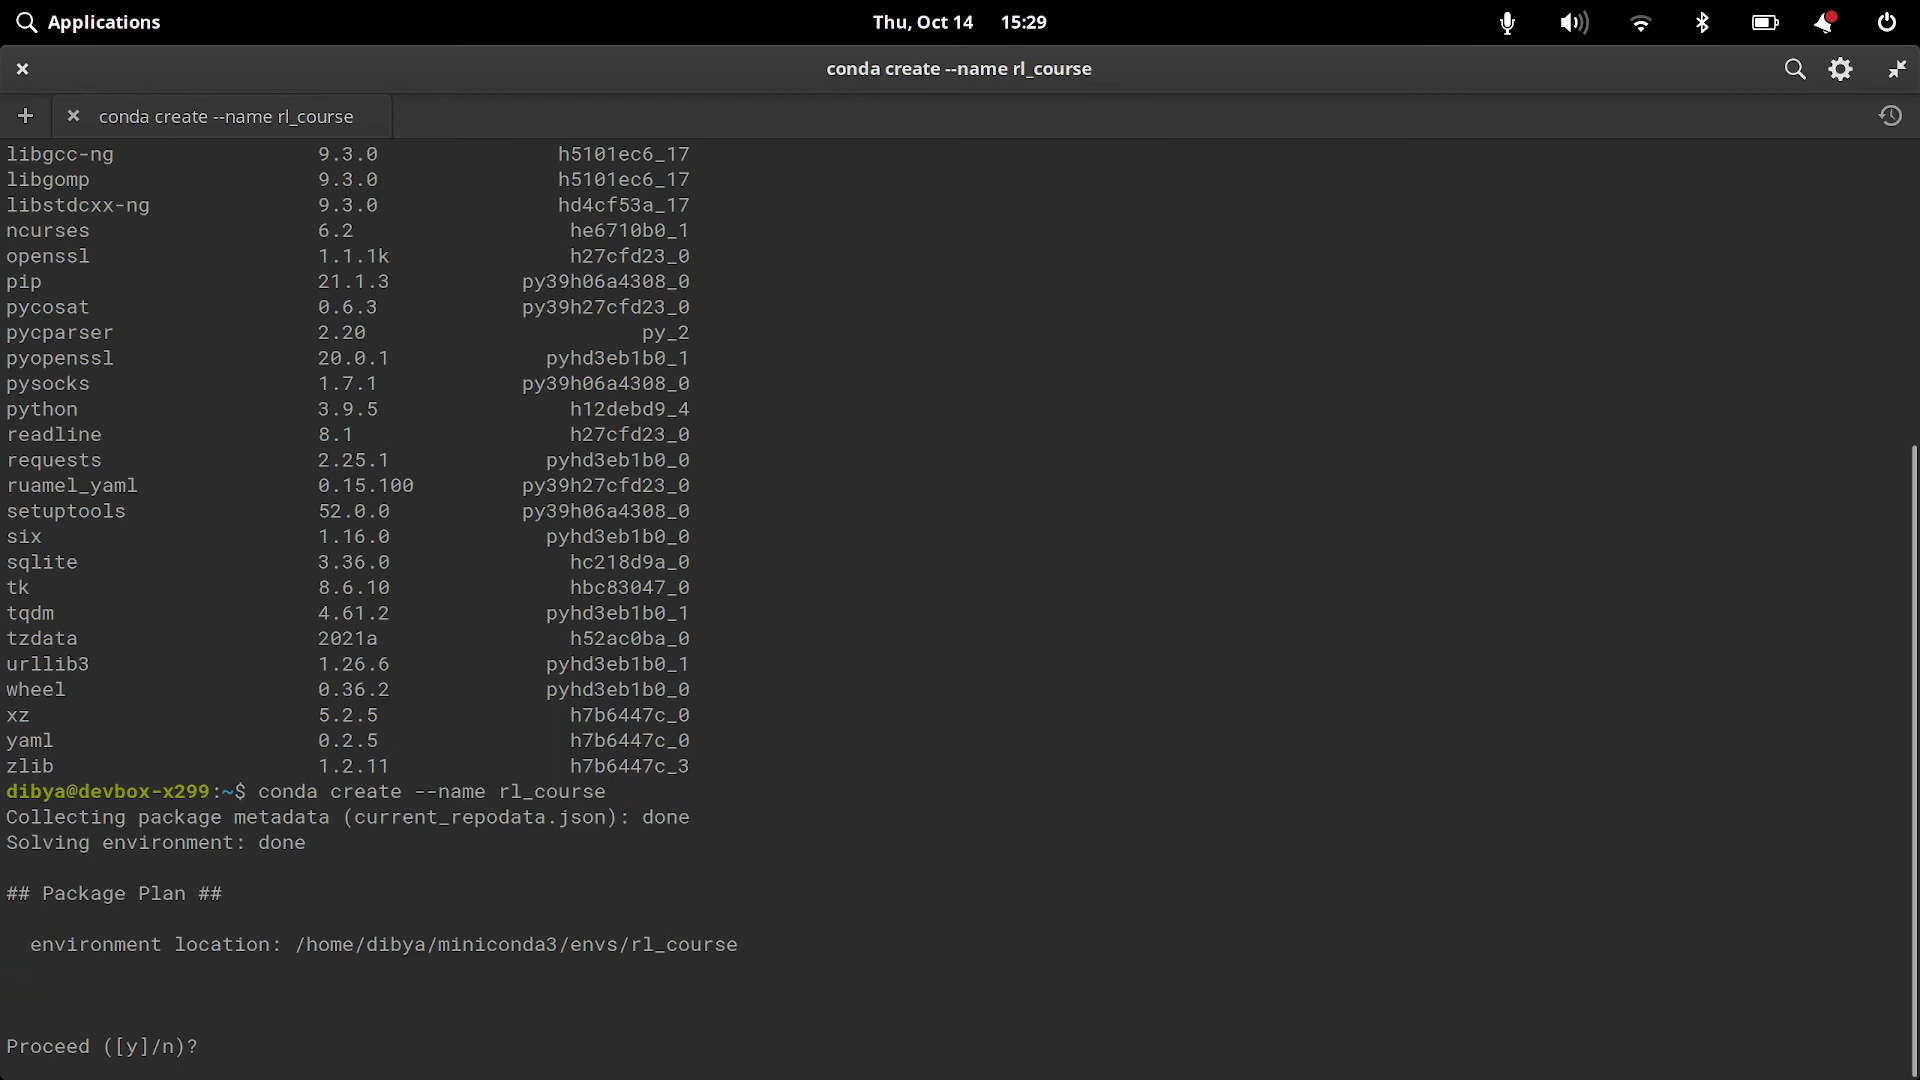 Applications
Thu, Oct 14 15:29
conda create --name rl_course
conda create --name rl_course
libgcc-ng 9.3.0 h5101ec6_17
libgomp 9.3.0 h5101ec6_17
libstdcxx-ng 9.3.0 hd4cf53a_17
ncurses 6.2 he6710b0_1
openssl 1.1.1k h27cfd23_0
pip 21.1.3 py39h06a4308_0
pycosat 0.6.3 py39h27cfd23_0
pycparser 2.20 py_2
pyopenssl 20.0.1 pyhd3eb1b0_1
pysocks 1.7.1 py39h06a4308_0
python 3.9.5 h12debd9_4
readline 8.1 h27cfd23_0
requests 2.25.1 pyhd3eb1b0_0
ruamel_yaml 0.15.100 py39h27cfd23_0
setuptools 52.0.0 py39h06a4308_0
six 1.16.0 pyhd3eb1b0_0
sqlite 3.36.0 hc218d9a_0
tk 8.6.10 hbc83047_0
tqdm 4.61.2 pyhd3eb1b0_1
tzdata 2021a h52ac0ba_0
urllib3 1.26.6 pyhd3eb1b0_1
wheel 0.36.2 pyhd3eb1b0_0
xz 5.2.5 h7b6447c_0
yaml 0.2.5 h7b6447c_0
zlib 1.2.11 h7b6447c_3
dibya@devbox-x299:~$ conda create --name rl_course
Collecting package metadata (current_repodata.json): done
Solving environment: done
## Package Plan ##
environment location: /home/dibya/miniconda3/envs/rl_course
Proceed ([y]/n)?